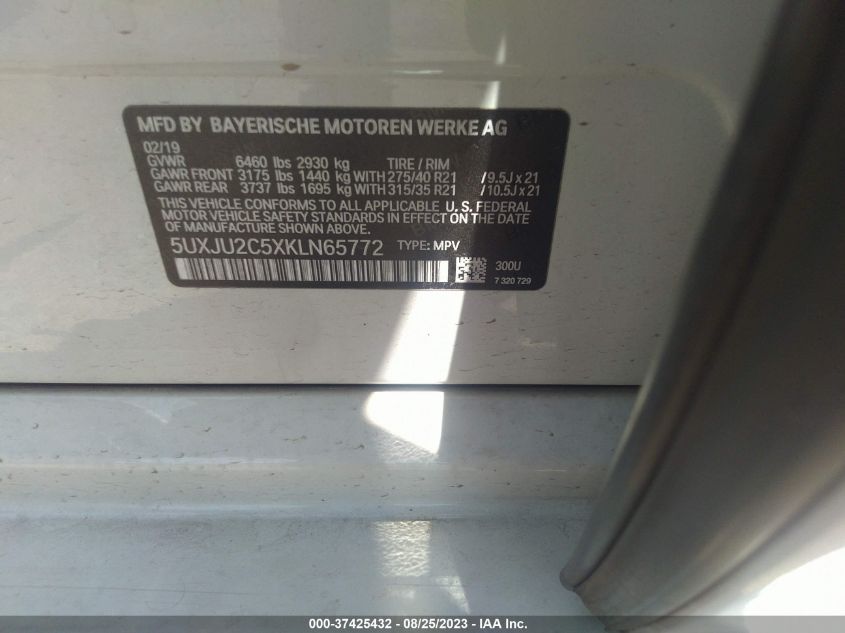 MFD BY BAYERISCHE MOTOREN WERKE AG
02/19
GVWR 6460 lbs 2930 kg TIRE / RIM
GAWR FRONT 3175 lbs 1440 kg WITH 275/40 R21 / 9.5J x 21
GAWR REAR 3737 lbs 1695 kg WITH 315/35 R21 / 10.5J x 21
THIS VEHICLE CONFORMS TO ALL APPLICABLE U. S. FEDERAL
MOTOR VEHICLE SAFETY STANDARDS IN EFFECT ON THE DATE
OF MANUFACTURE SHOWN ABOVE.
5UXJU2C5XKLN65772 TYPE: MPV
300U
7 320 729
000-37425432 - 08/25/2023 - IAA Inc.